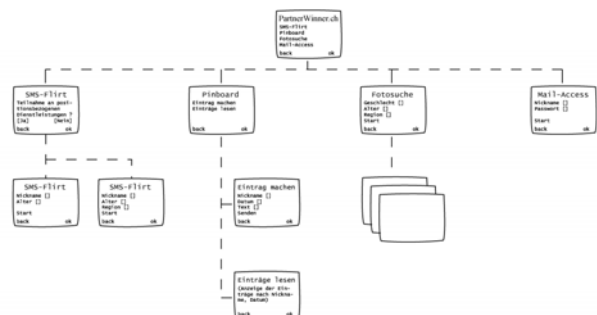 PartnerWinner.ch
SMS-Flirt
Pinboard
Fotosuche
Mail-Access
back ok
SMS-Flirt
Teilnahme an posi-
tionsbezogenen
Dienstleistungen ?
[Ja] [Nein]
back ok
Pinboard
Eintrag machen
Einträge lesen
back ok
Fotosuche
Geschlecht []
Alter []
Region []
Start
back ok
Mail-Access
Nickname []
Passwort []
Start
back ok
SMS-Flirt
Nickname []
Alter []
Start
back ok
SMS-Flirt
Nickname []
Alter []
Region []
Start
back ok
Eintrag machen
Nickname []
Datum []
Text []
Senden
back ok
Einträge lesen
(Anzeige der Ein-
träge nach Nickna-
me, Datum)
back ok